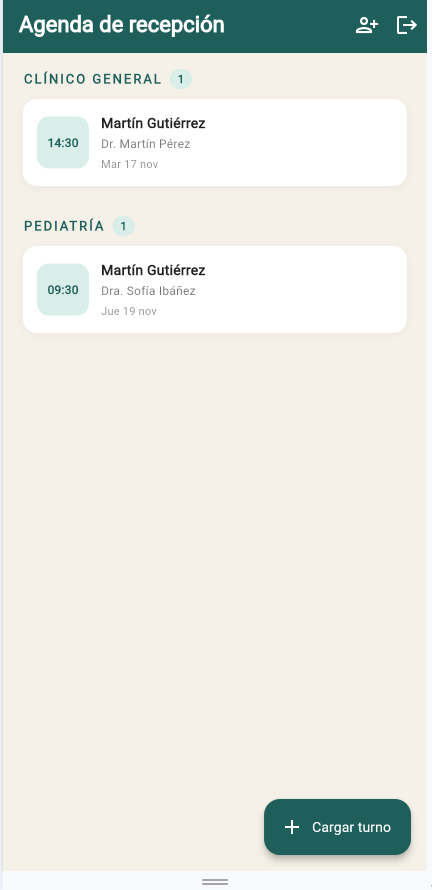 Agenda de recepción
CLÍNICO GENERAL 1
14:30
Martín Gutiérrez
Dr. Martín Pérez
Mar 17 nov
PEDIATRÍA 1
09:30
Martín Gutiérrez
Dra. Sofía Ibáñez
Jue 19 nov
Cargar turno